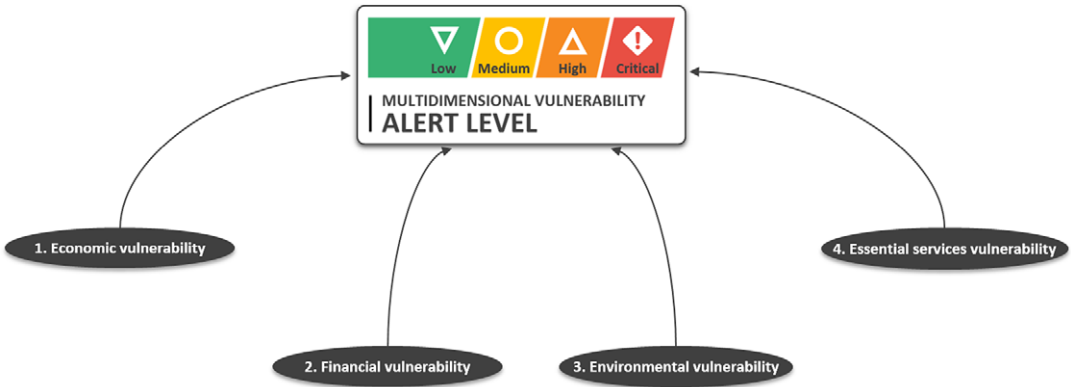 Low Medium High Critical
MULTIDIMENSIONAL VULNERABILITY
ALERT LEVEL
1. Economic vulnerability
4. Essential services vulnerability
2. Financial vulnerability
3. Environmental vulnerability